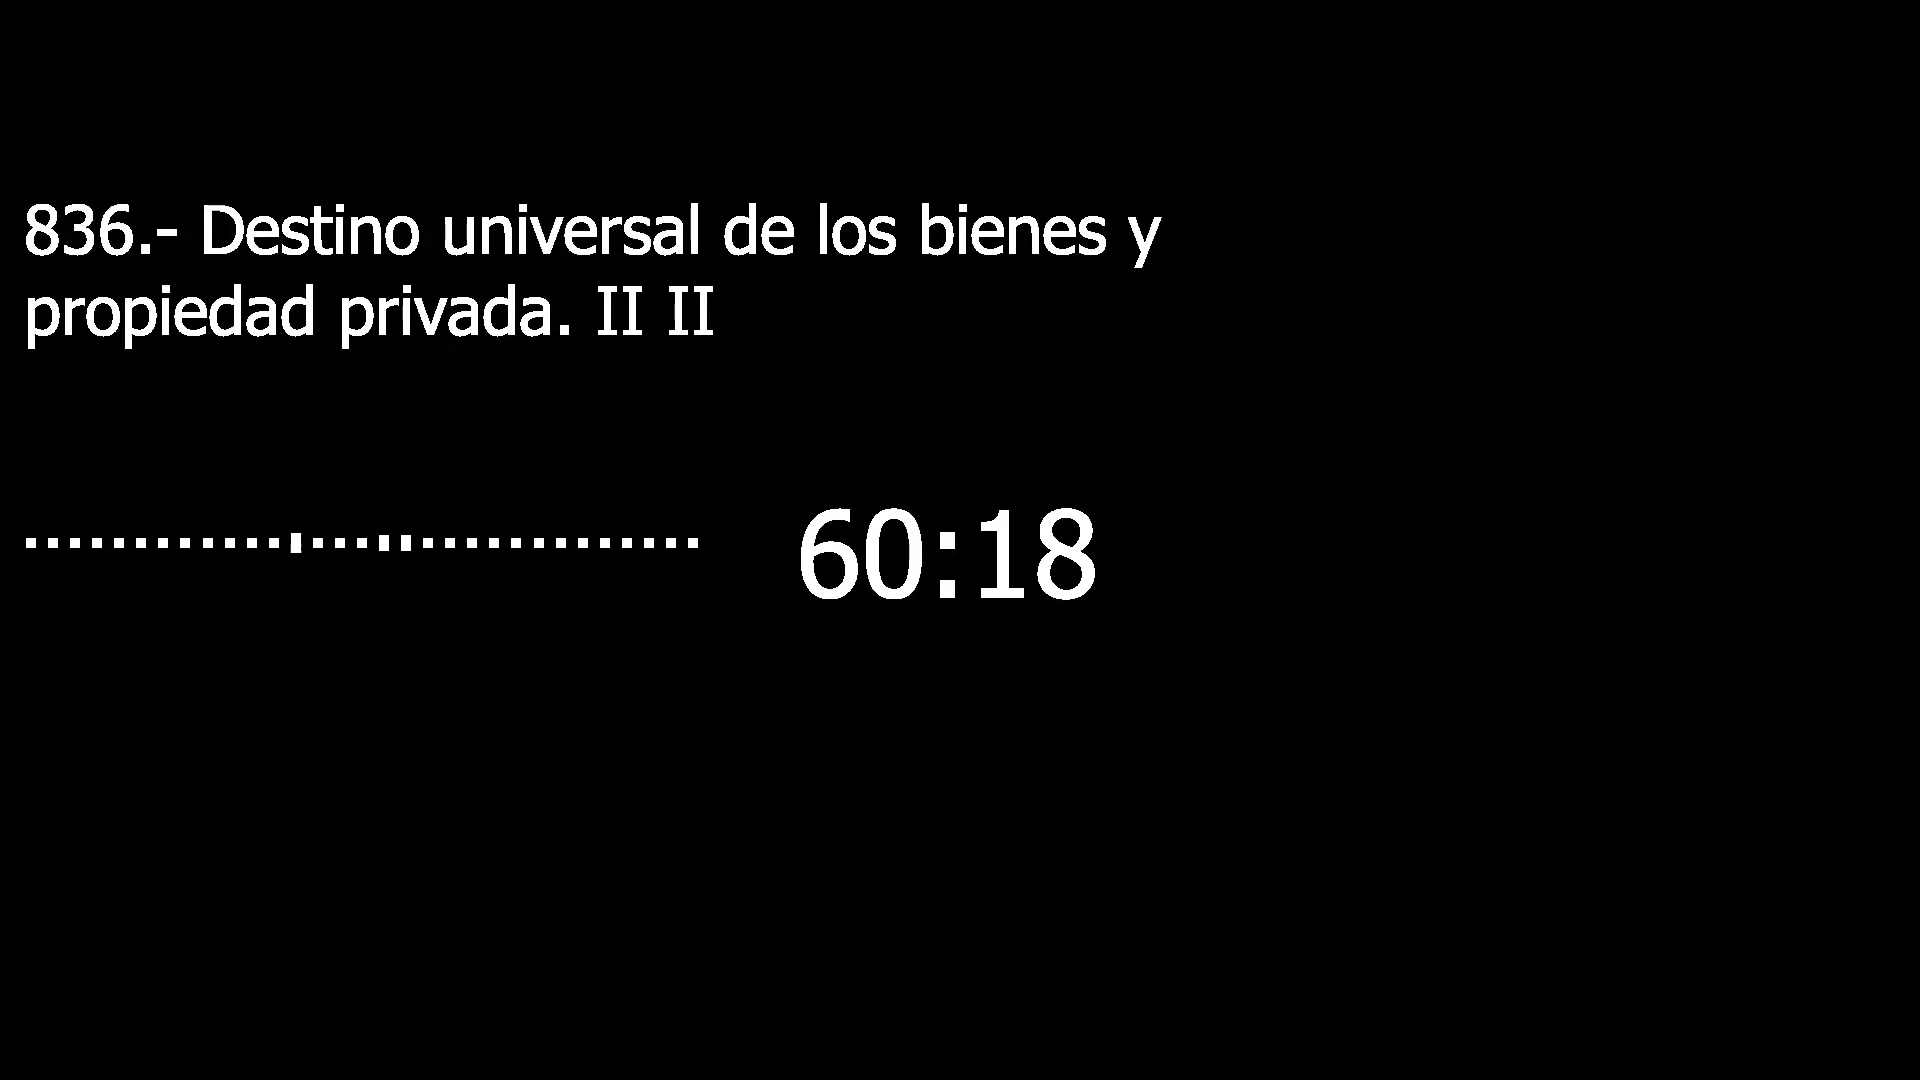 836.- Destino universal de los bienes y
propiedad privada. II II
60:18